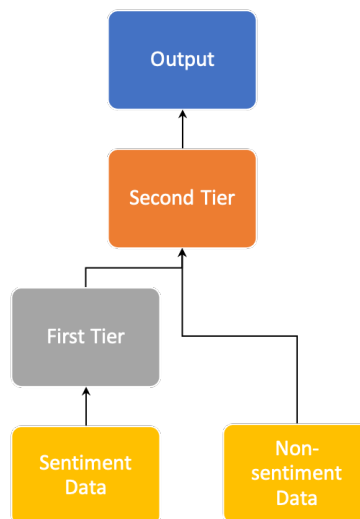 Output
Second Tier
First Tier
Sentiment
Data
Non-
sentiment
Data